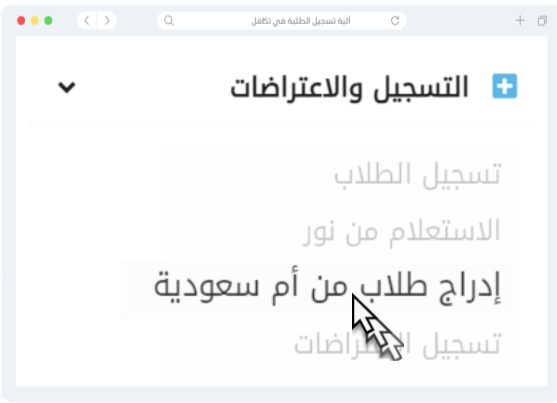 آلية تسجيل الطلبة في تكافل
التسجيل والاعتراضات
تسجيل الطلاب
الاستعلام من نور
إدراج طلاب من أم سعودية
تسجيل الاعتراضات